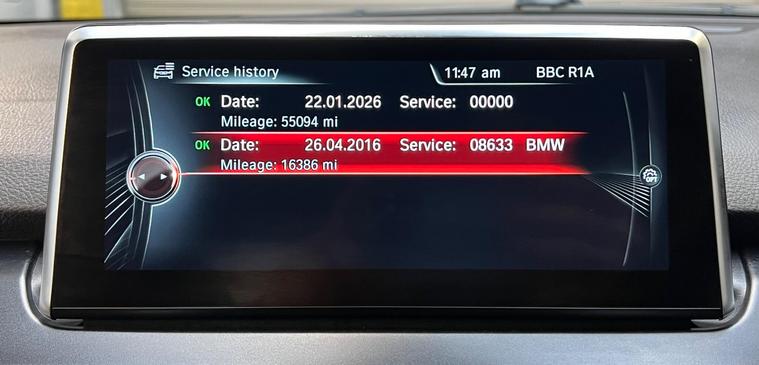 Service history
11:47 am
BBC R1A
OK Date: 22.01.2026 Service: 00000
Mileage: 55094 mi
OK Date: 26.04.2016 Service: 08633 BMW
Mileage: 16386 mi
OPT